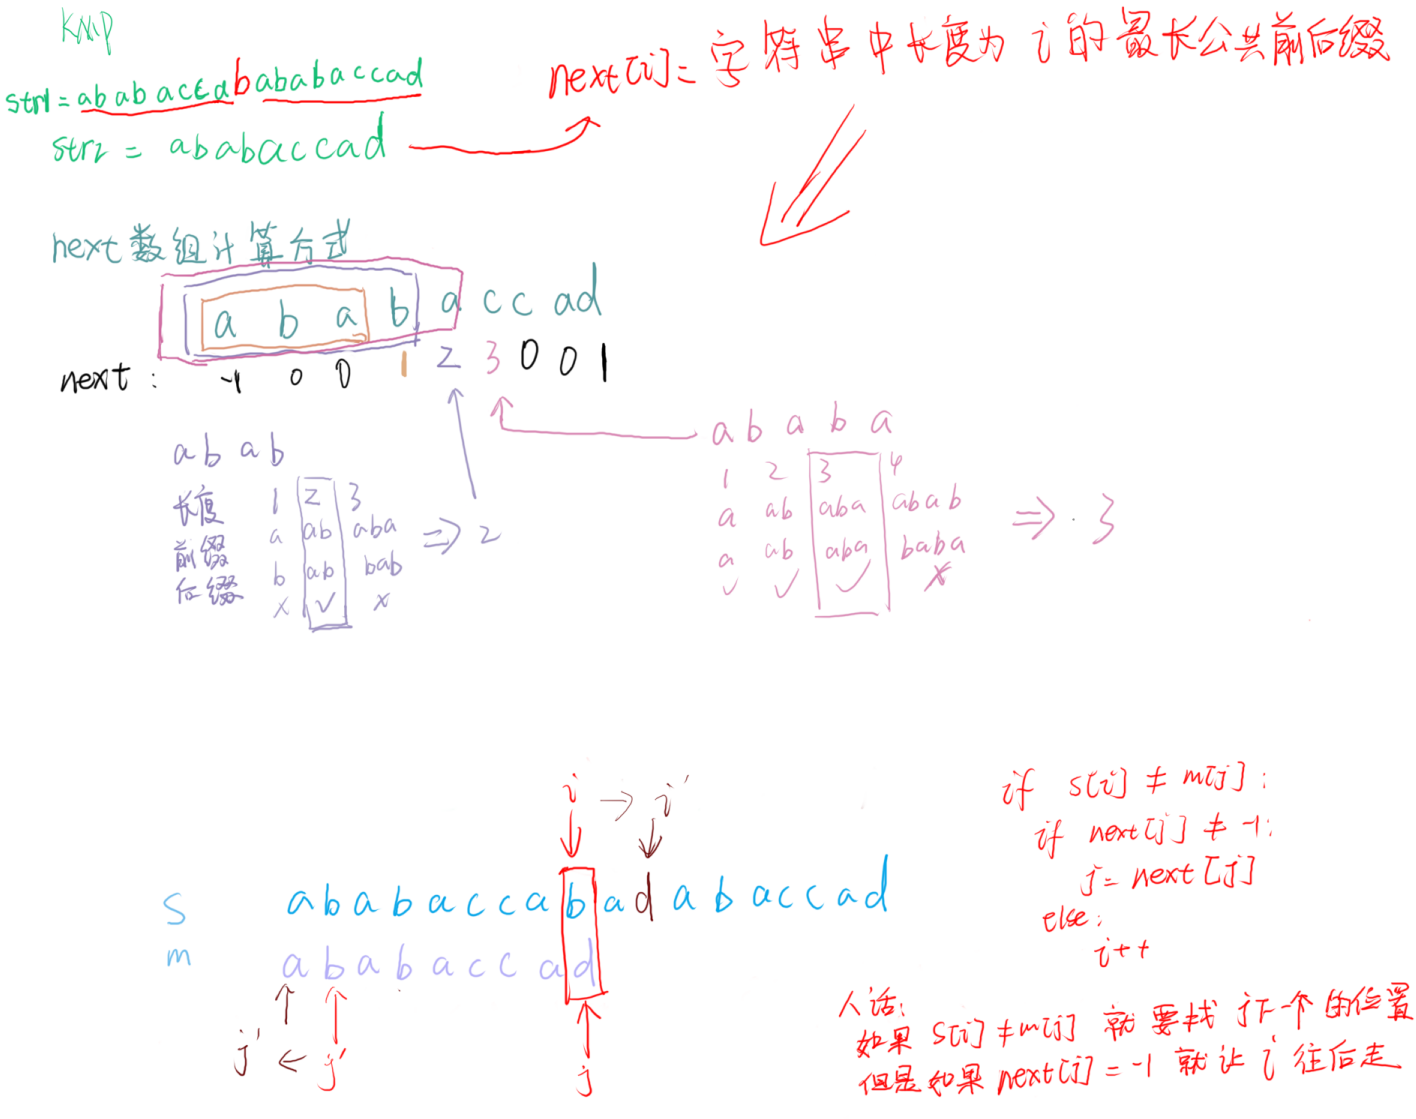 KMP
next[i]= 字符串中长度为 i 的最长公共前后缀
str1 = ababaccabababaccad
str2 = ababaccad
next数组计算方式
a b a b a c c a d
next : -1 0 0 1 2 3 0 0 1
a b a b
长度 1 2 3
前缀 a ab aba
后缀 b ab bab
x ✓ x
⇒ 2
a b a b a
1 2 3 4
a ab aba abab
a ab aba baba
✓ ✓ ✓ x
⇒ 3
i → i'
s a b a b a c c a b a d a b a c c a d
m a b a b a c c a d
j' ← j'
j
if s[i] ≠ m[j] :
if next[j] ≠ -1:
j = next[j]
else:
i++
人话:
如果 s[i] ≠ m[j] 就要找 j下一个的位置
但是如果 next[j] = -1 就让 i 往后走